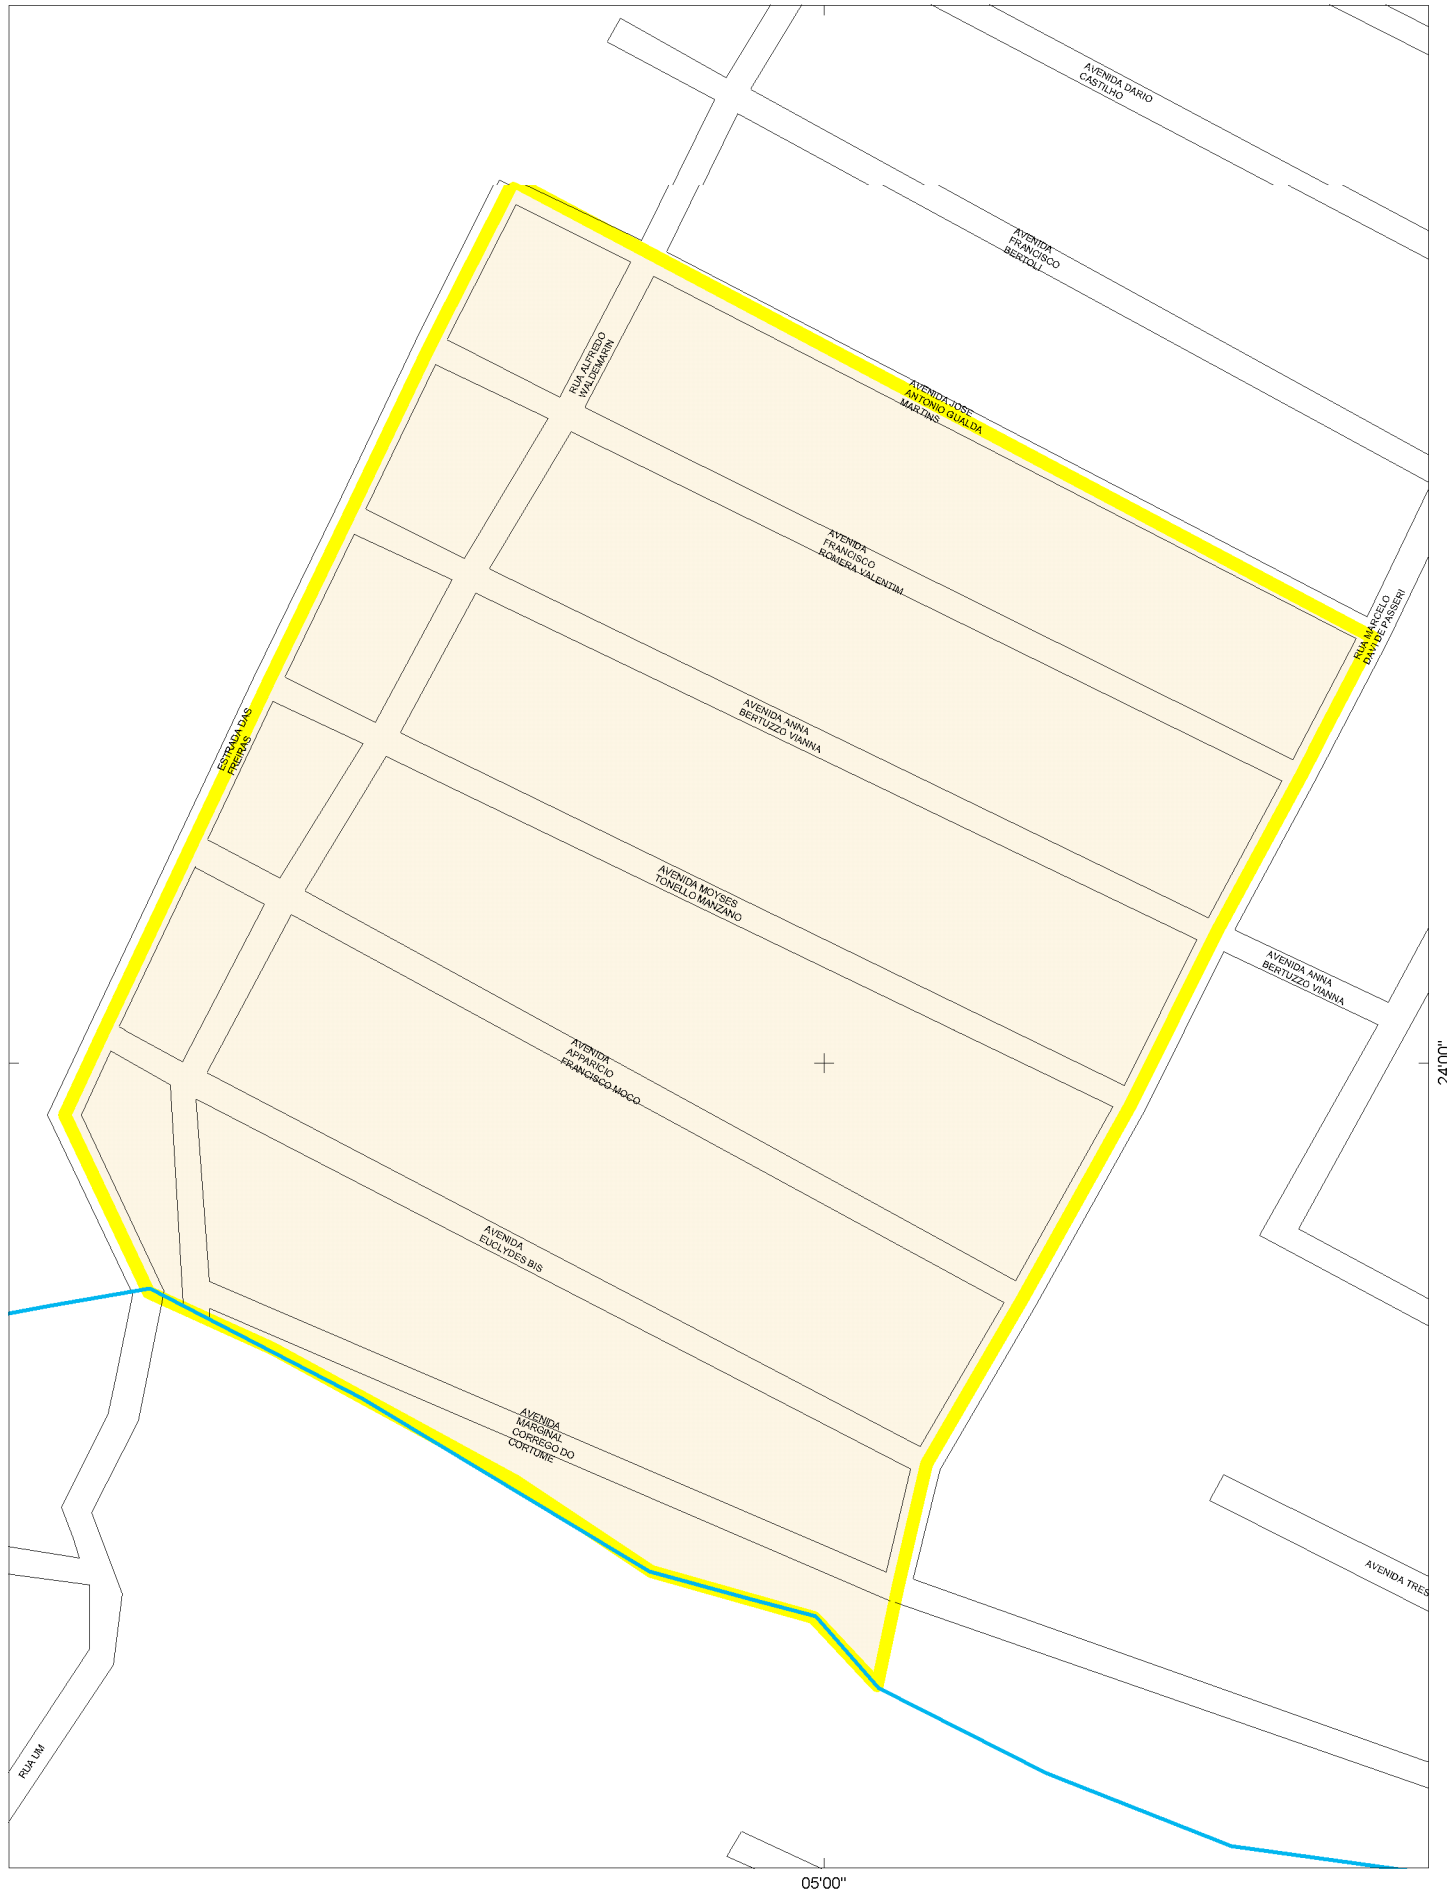 AVENIDA DARIO
CASTILHO
AVENIDA
FRANCISCO
BERTOLI
RUA ALFREDO
WALDEMARIN
AVENIDA JOSE
ANTONIO GUALDA
MARTINS
AVENIDA
FRANCISCO
ROMERA VALENTIM
RUA MARCELO
DAVI DE PASSERI
ESTRADA DAS
FREIRAS
AVENIDA ANNA
BERTUZZO VIANNA
AVENIDA MOYSES
TONELLO MANZANO
AVENIDA ANNA
BERTUZZO VIANNA
AVENIDA
APPARICIO
FRANCISCO MOCO
24'00"
AVENIDA
EUCLYDES BIS
AVENIDA
MARGINAL
CORREGO DO
CORTUME
AVENIDA TRES
RUA UM
05'00"